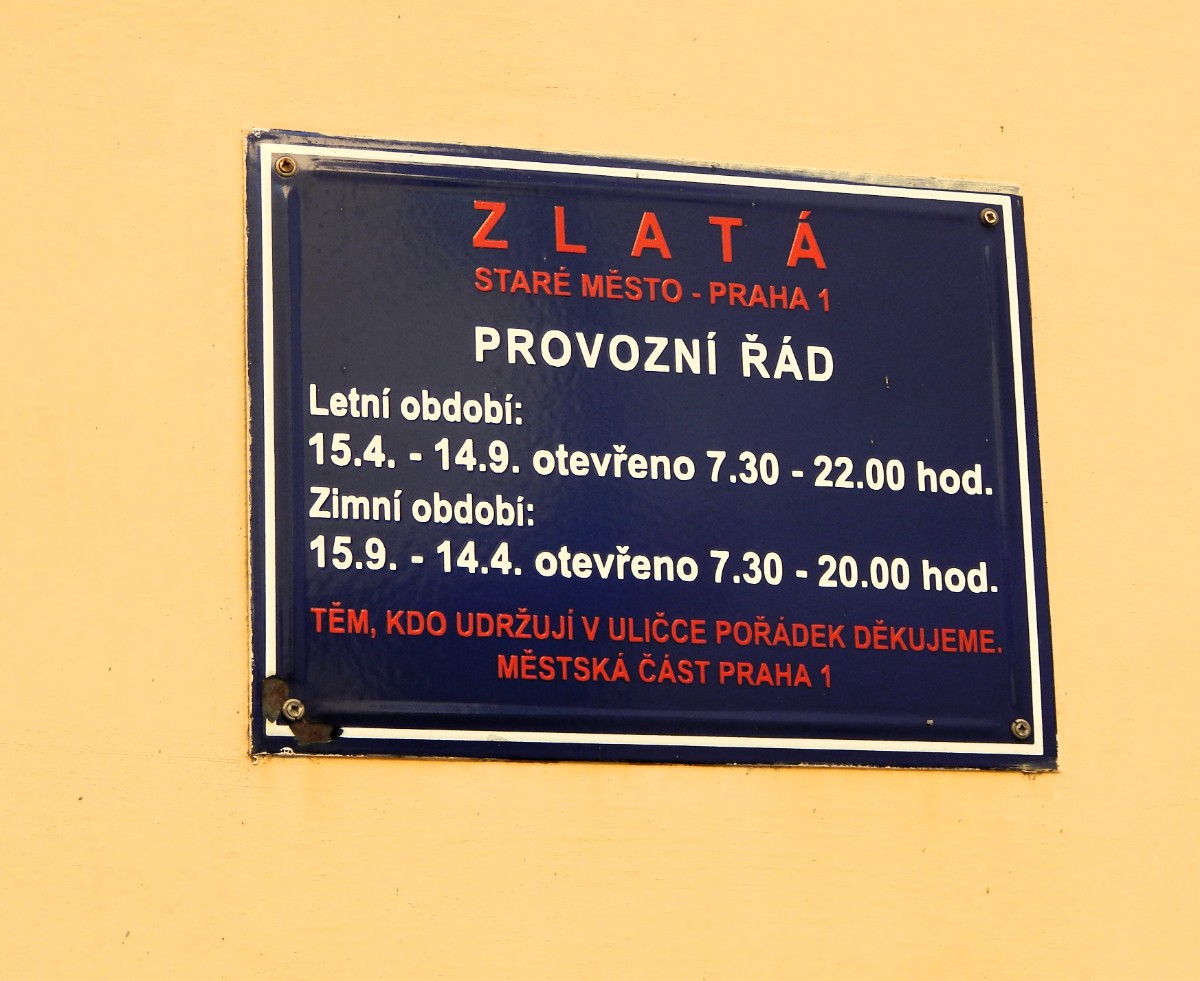 ZLATÁ
STARÉ MĚSTO - PRAHA 1
PROVOZNÍ ŘÁD
Letní období:
15.4. - 14.9. otevřeno 7.30 - 22.00 hod.
Zimní období:
15.9. - 14.4. otevřeno 7.30 - 20.00 hod.
TĚM, KDO UDRŽUJÍ V ULIČCE POŘÁDEK DĚKUJEME.
MĚSTSKÁ ČÁST PRAHA 1